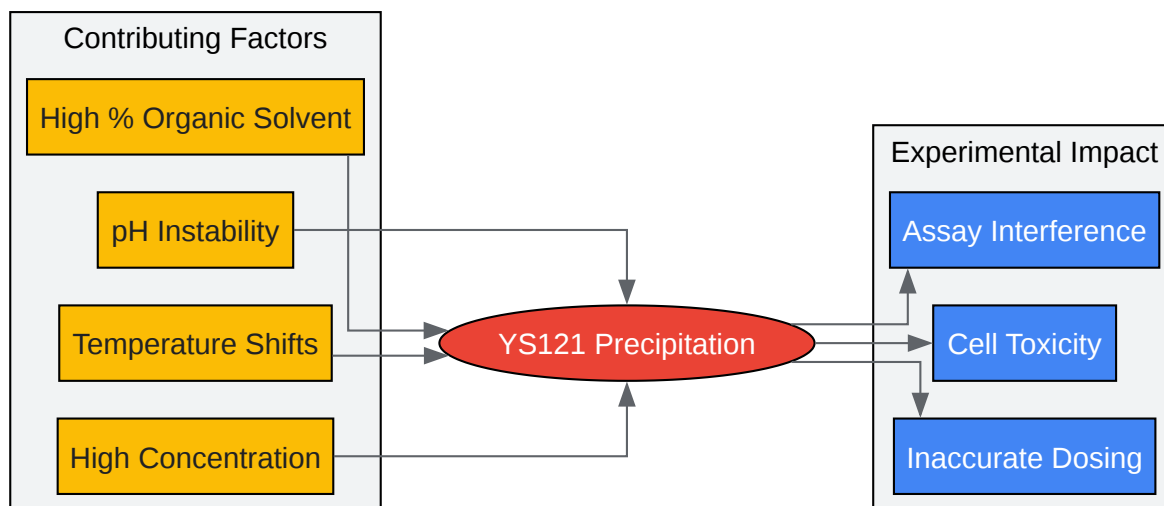 Contributing Factors
High % Organic Solvent
pH Instability
Temperature Shifts
High Concentration
YS121 Precipitation
Experimental Impact
Assay Interference
Cell Toxicity
Inaccurate Dosing